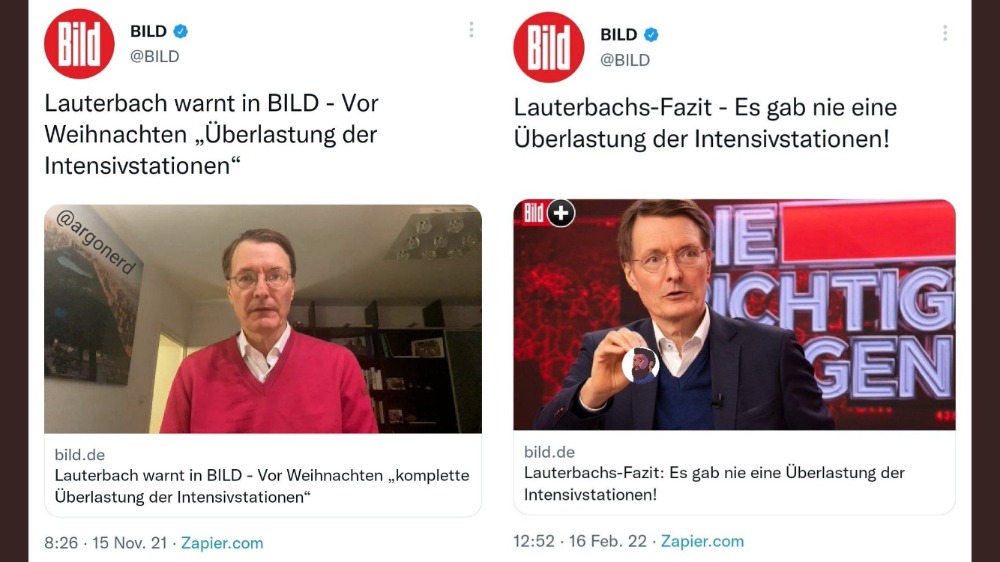 Bild
BILD
@BILD
Lauterbach warnt in BILD - Vor
Weihnachten „Überlastung der
Intensivstationen“
@argonerd
bild.de
Lauterbach warnt in BILD - Vor Weihnachten „komplette
Überlastung der Intensivstationen“
8:26 · 15 Nov. 21 · Zapier.com
Bild
BILD
@BILD
Lauterbachs-Fazit - Es gab nie eine
Überlastung der Intensivstationen!
Bild +
IE
ICHTIG
GEN
bild.de
Lauterbachs-Fazit: Es gab nie eine Überlastung der
Intensivstationen!
12:52 · 16 Feb. 22 · Zapier.com